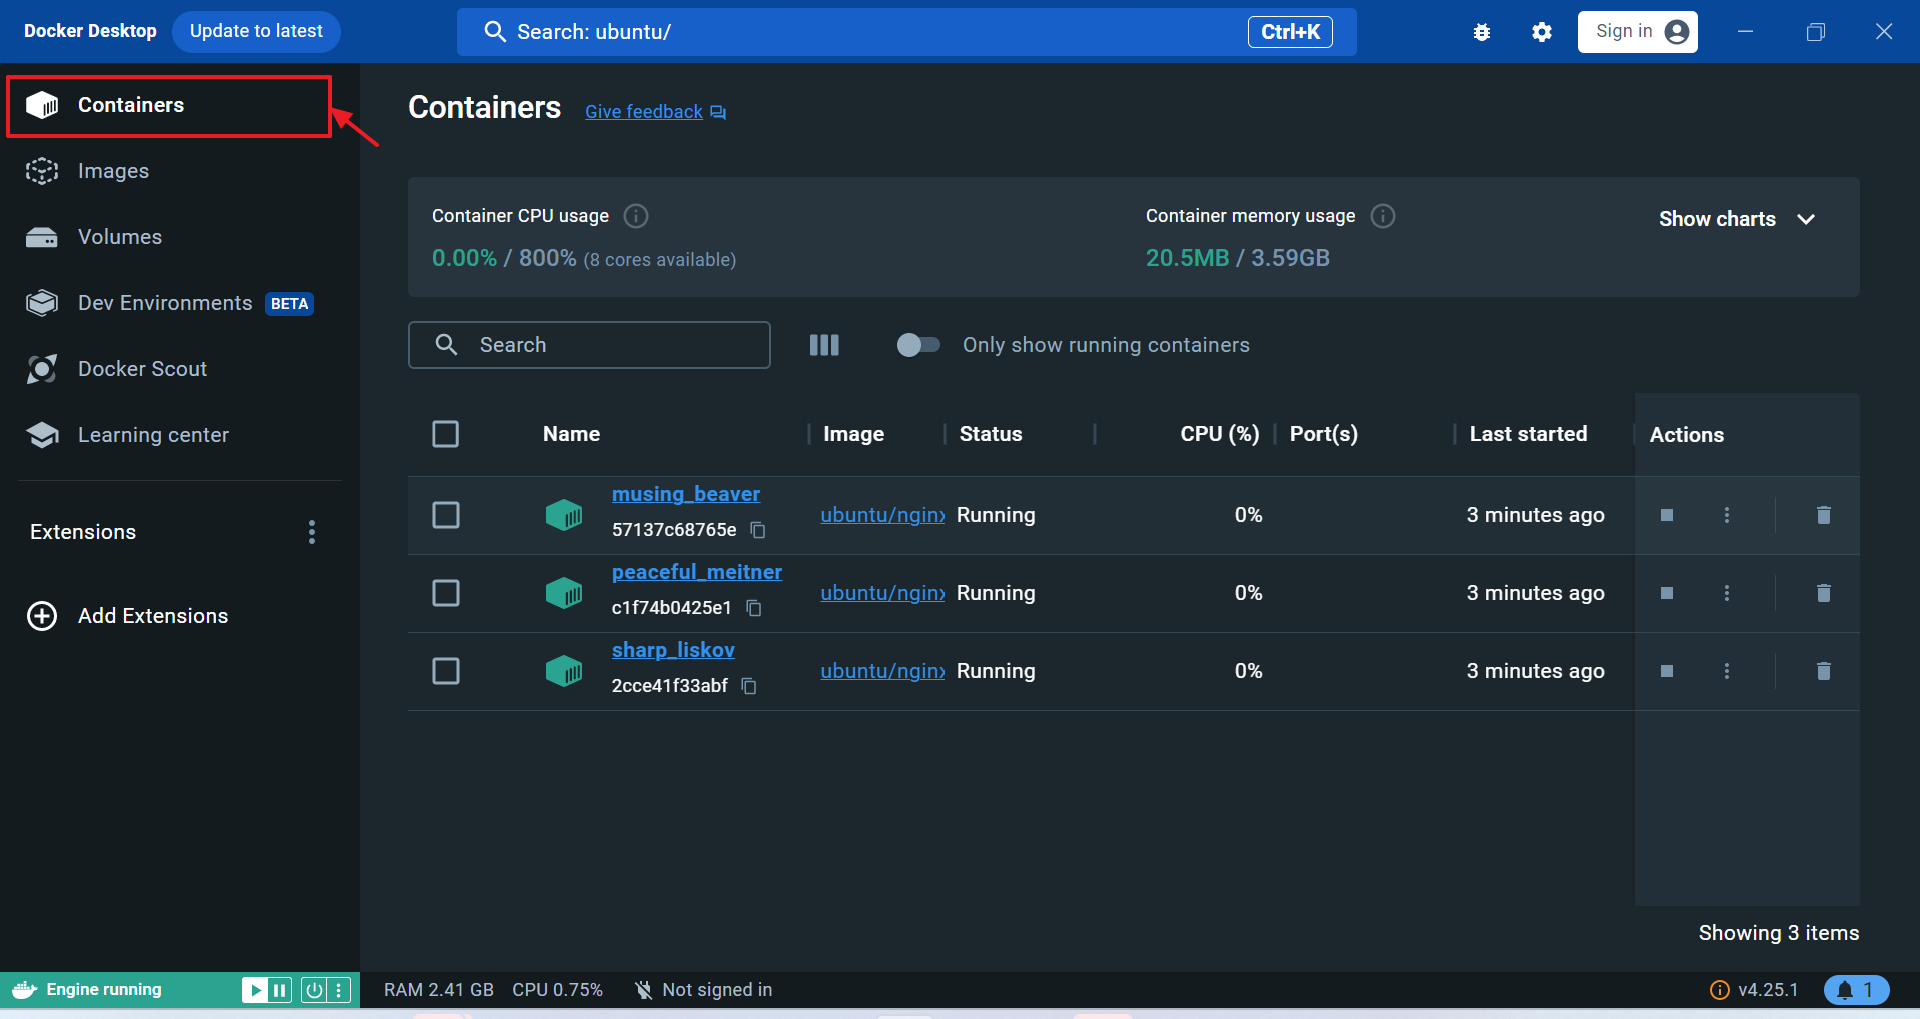 Docker Desktop Update to latest Search: ubuntu/ Ctrl+K Sign in
Containers
Images
Volumes
Dev Environments BETA
Docker Scout
Learning center
Extensions
Add Extensions
Containers Give feedback
Container CPU usage Container memory usage Show charts
0.00% / 800% (8 cores available) 20.5MB / 3.59GB
Search Only show running containers
Name Image Status CPU (%) Port(s) Last started Actions
musing_beaver
57137c68765e ubuntu/nginx Running 0% 3 minutes ago
peaceful_meitner
c1f74b0425e1 ubuntu/nginx Running 0% 3 minutes ago
sharp_liskov
2cce41f33abf ubuntu/nginx Running 0% 3 minutes ago
Showing 3 items
Engine running RAM 2.41 GB CPU 0.75% Not signed in v4.25.1 1